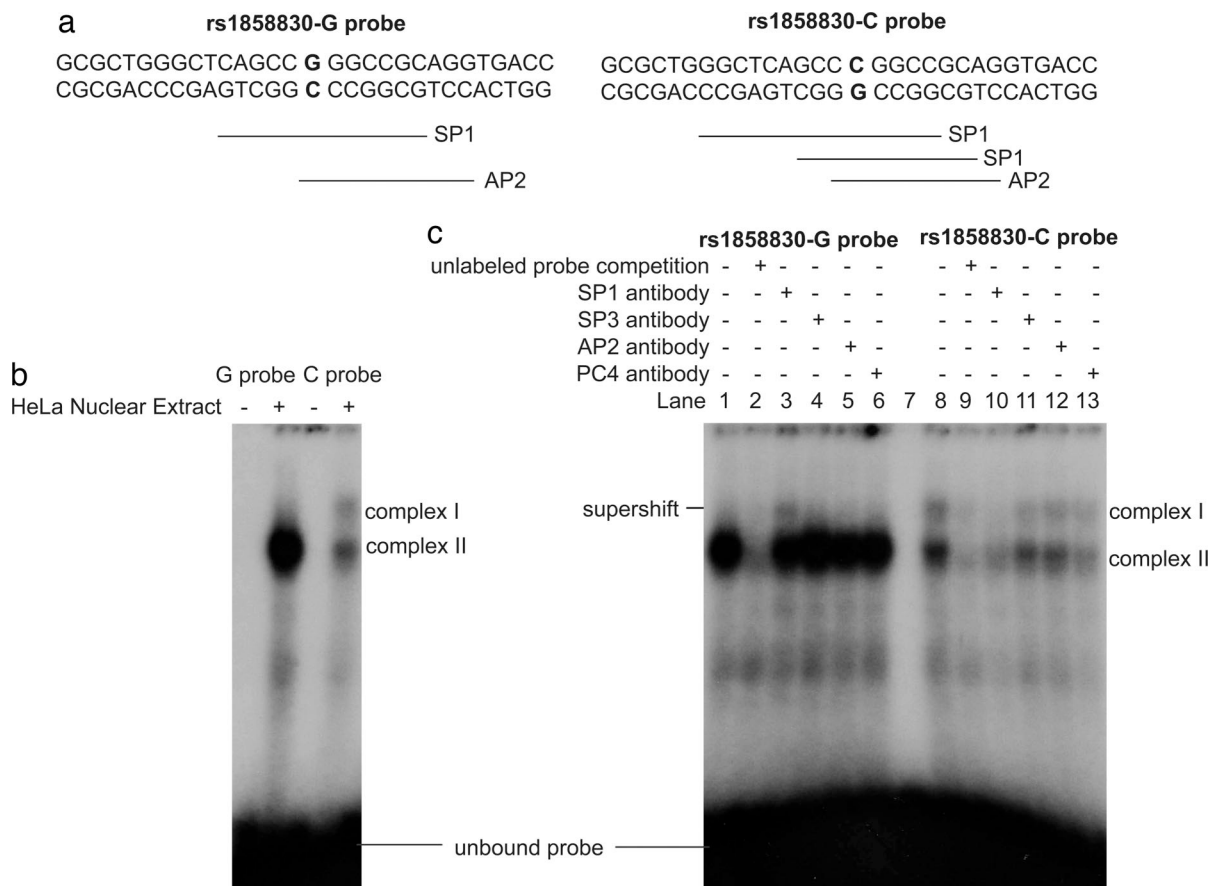 a
rs1858830-G probe
GCGCTGGGCTCAGCC G GGCCGCAGGTGACC
CGCGACCCGAGTCGG C CCGGCGTCCACTGG
SP1
AP2
rs1858830-C probe
GCGCTGGGCTCAGCC C GGCCGCAGGTGACC
CGCGACCCGAGTCGG G CCGGCGTCCACTGG
SP1
SP1
AP2
b
G probe C probe
HeLa Nuclear Extract - + - +
complex I
complex II
c
rs1858830-G probe rs1858830-C probe
unlabeled probe competition - + - - - - - + - - - -
SP1 antibody - - + - - - - - + - - -
SP3 antibody - - - + - - - - - + - -
AP2 antibody - - - - + - - - - - + -
PC4 antibody - - - - - + - - - - - +
Lane 1 2 3 4 5 6 7 8 9 10 11 12 13
supershift
complex I
complex II
unbound probe